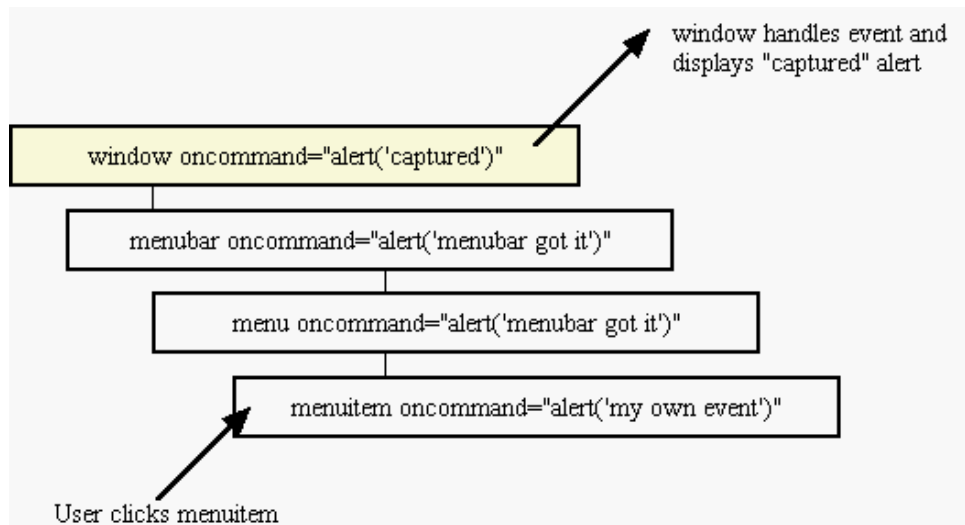 window handles event and
displays "captured" alert
window oncommand="alert('captured')"
menubar oncommand="alert('menubar got it')"
menu oncommand="alert('menubar got it')"
menuitem oncommand="alert('my own event')"
User clicks menuitem